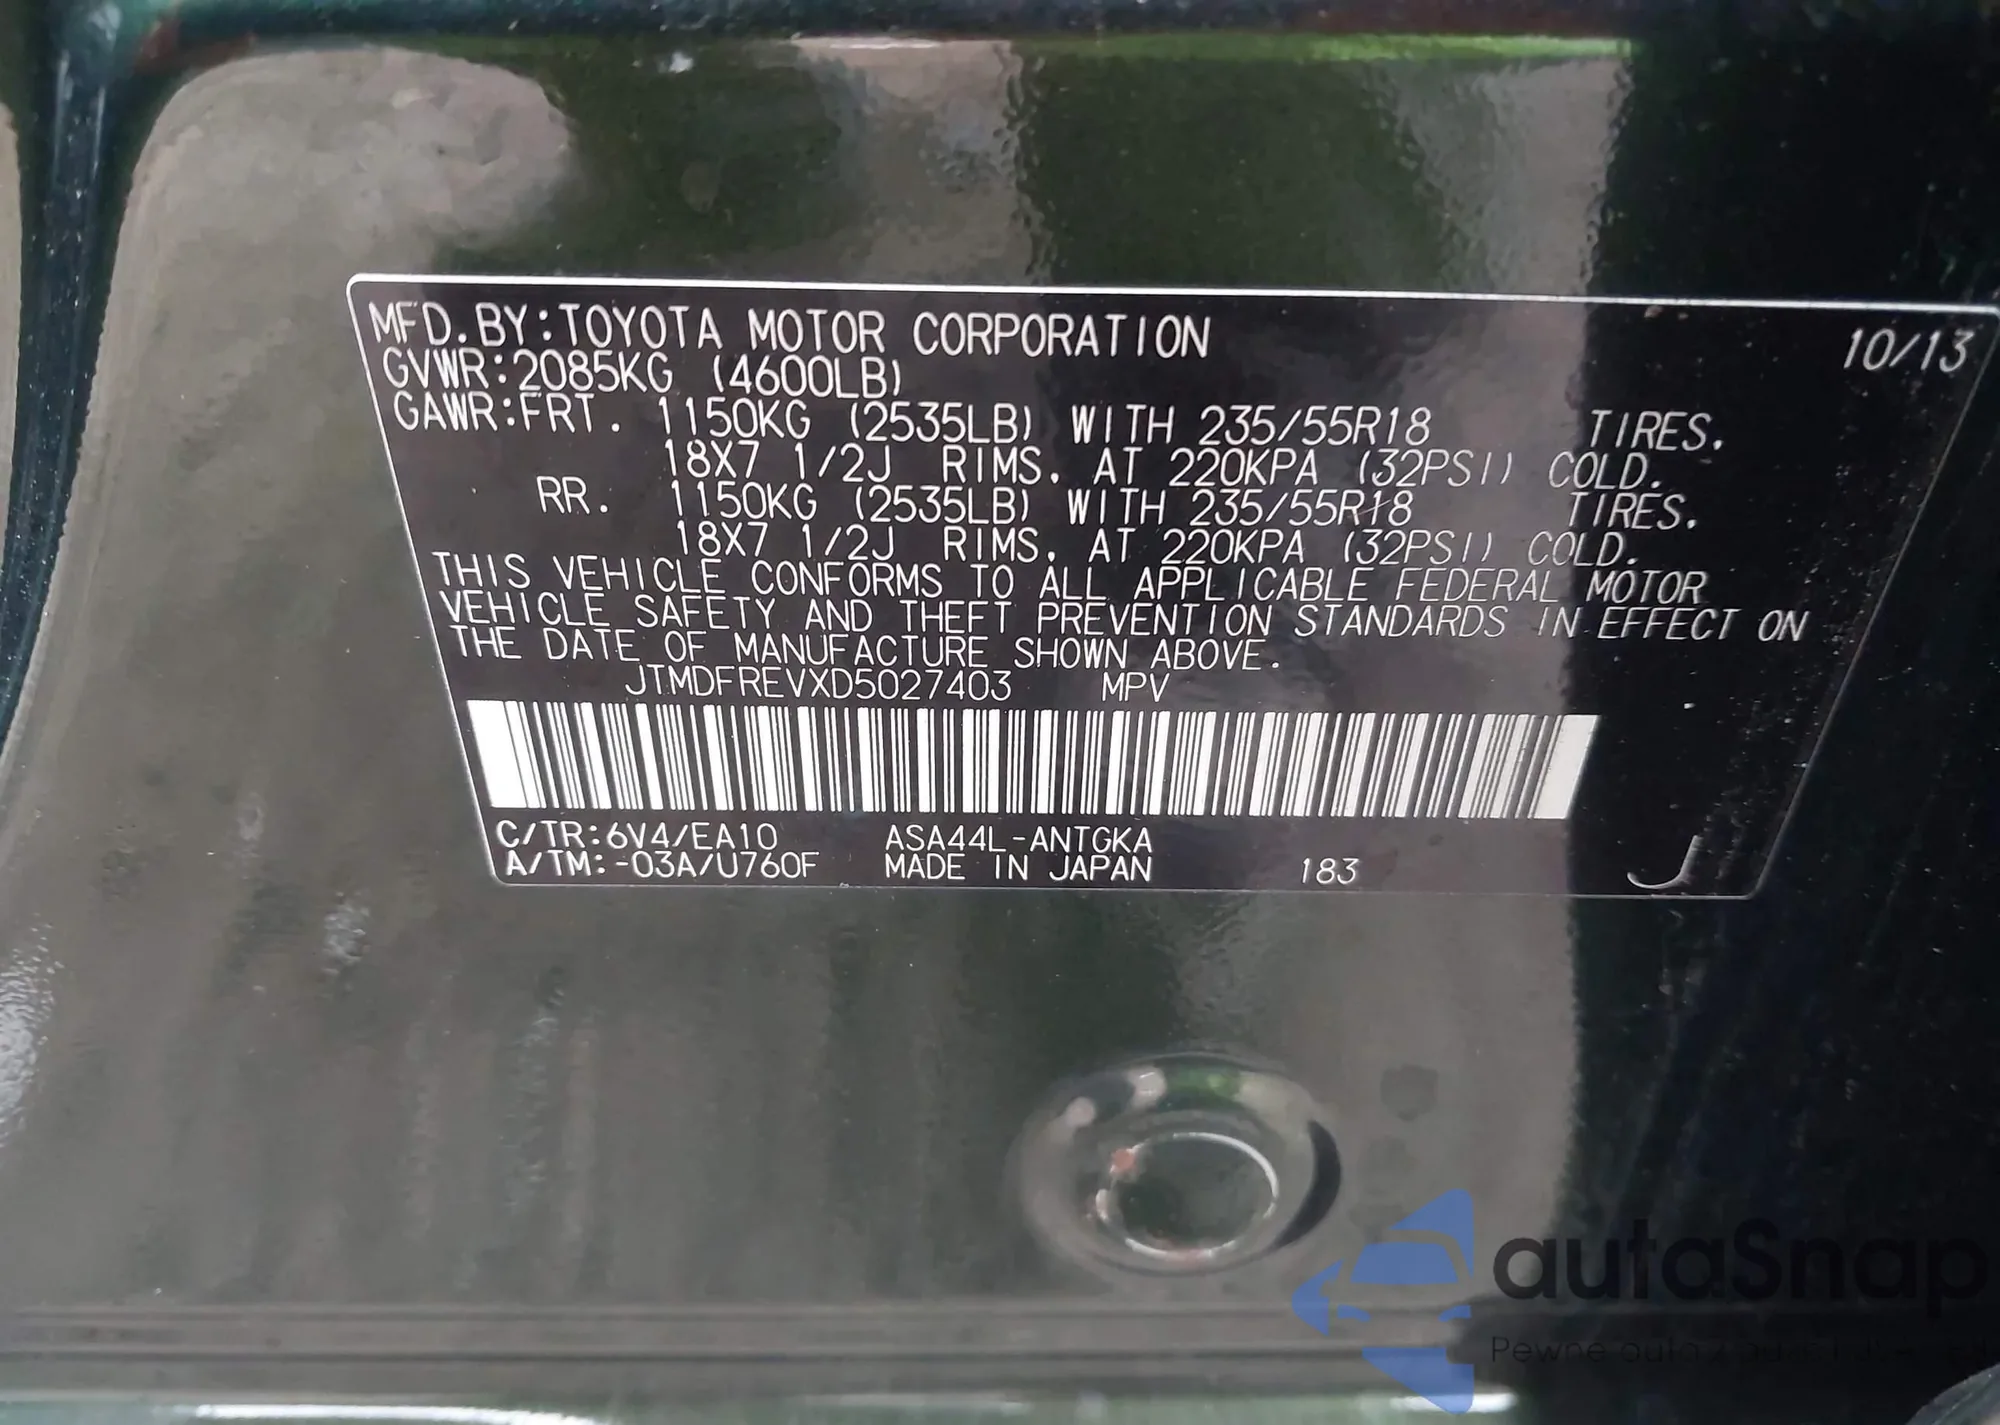 MFD. BY:TOYOTA MOTOR CORPORATION 10/13
GVWR:2085KG (4600LB)
GAWR:FRT. 1150KG (2535LB) WITH 235/55R18 TIRES.
18X7 1/2J RIMS. AT 220KPA (32PSI) COLD.
RR. 1150KG (2535LB) WITH 235/55R18 TIRES.
18X7 1/2J RIMS. AT 220KPA (32PSI) COLD.
THIS VEHICLE CONFORMS TO ALL APPLICABLE FEDERAL MOTOR
VEHICLE SAFETY AND THEFT PREVENTION STANDARDS IN EFFECT ON
THE DATE OF MANUFACTURE SHOWN ABOVE.
JTMDFREVXD5027403 MPV
C/TR:6V4/EA10 ASA44L-ANTGKA
A/TM:-03A/U760F MADE IN JAPAN 183 J
autaSnap
Pewne auto z